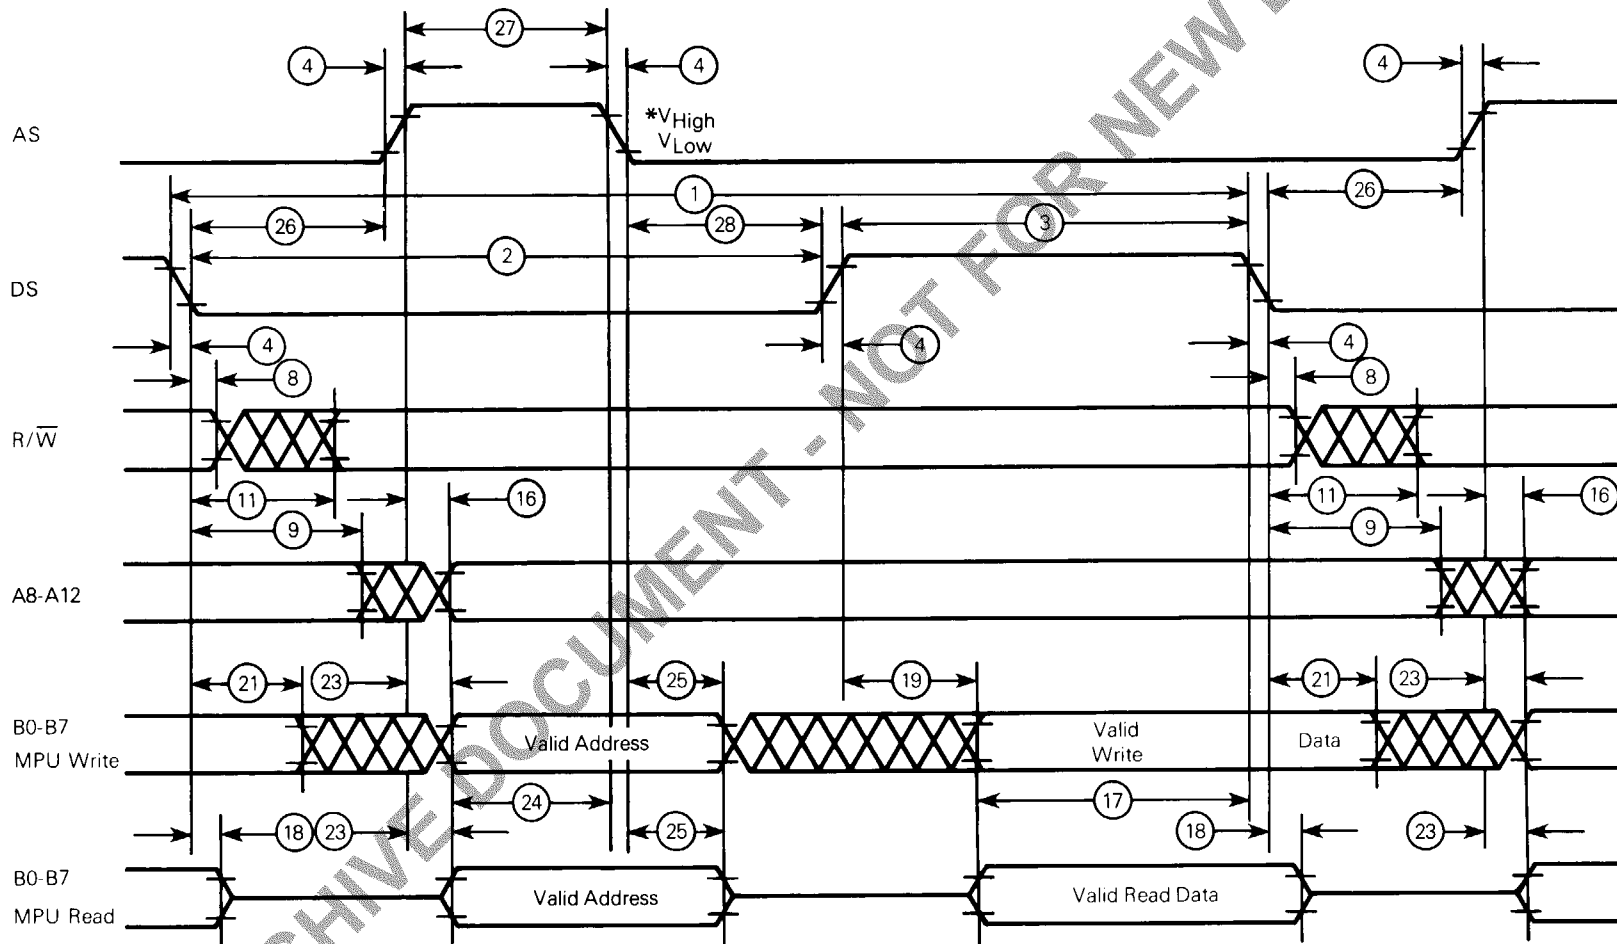 27
4
4
4
AS
*VHigh
VLow
1
26
26
28
3
2
DS
4
4
4
8
8
R/W̅
11
16
11
16
9
9
A8-A12
21
23
25
19
21
23
B0-B7
MPU Write
Valid Address
Valid
Write
Data
24
17
18
23
25
18
23
B0-B7
MPU Read
Valid Address
Valid Read Data
CHIVE DOCUMENT - NOT FOR NEW